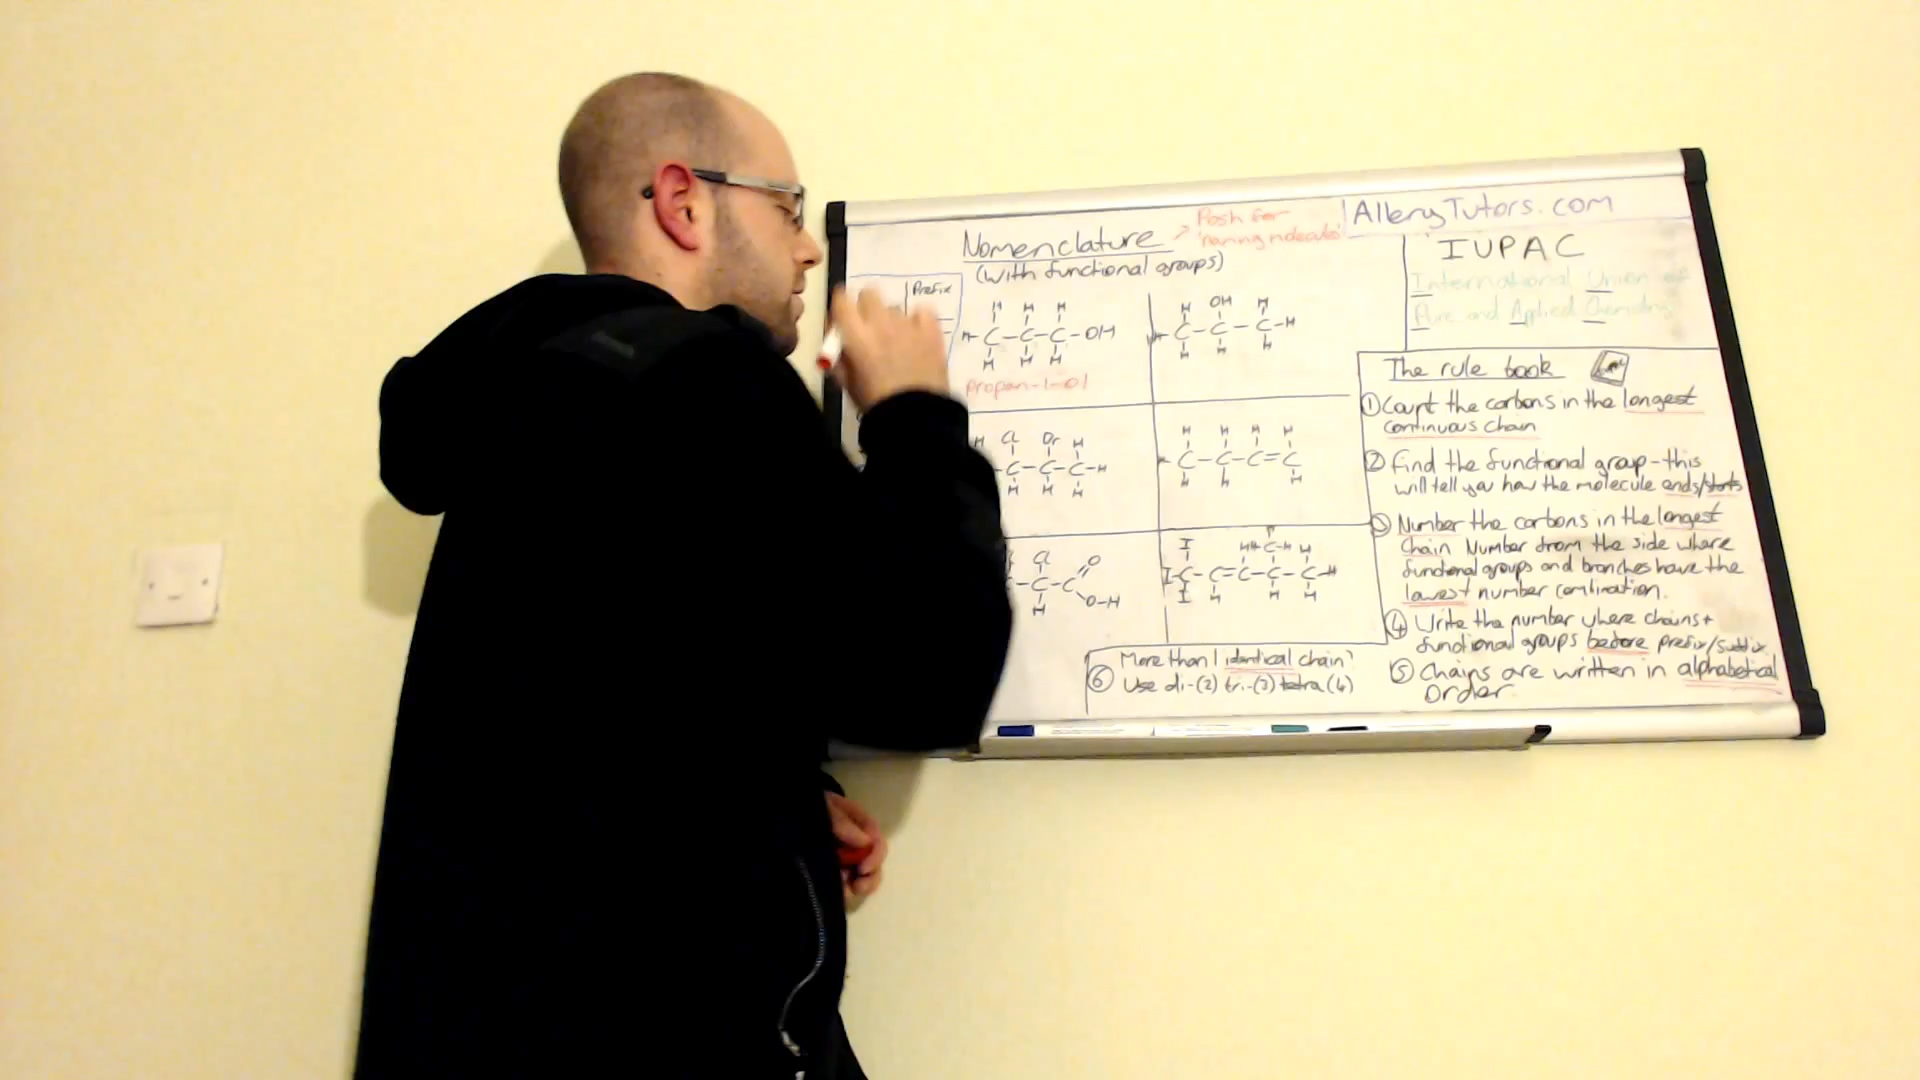 AlleryTutors.com
Nomenclature
Posh for
'naming molecules'
(with functional groups)
Prefix
IUPAC
International Union of
Pure and Applied Chemistry
H H H
H-C-C-C-OH
H H H
Propan-1-ol
H OH H
H-C-C-C-H
H H H
H Cl Br H
C-C-C-H
H H H
H H H H
H-C-C-C=C
H H H
Cl O
C-C
H O-H
I H-C-H H
I-C-C=C-C-C-H
I H H H
The rule book
① Count the carbons in the longest
continuous chain
② Find the functional group - this
will tell you how the molecule ends/starts
③ Number the carbons in the longest
chain Number from the side where
functional groups and branches have the
lowest number combination.
④ Write the number where chains +
functional groups before prefix/suffix
⑤ Chains are written in alphabetical
order
⑥ More than 1 identical chain?
Use di-(2) tri-(3) tetra(4)